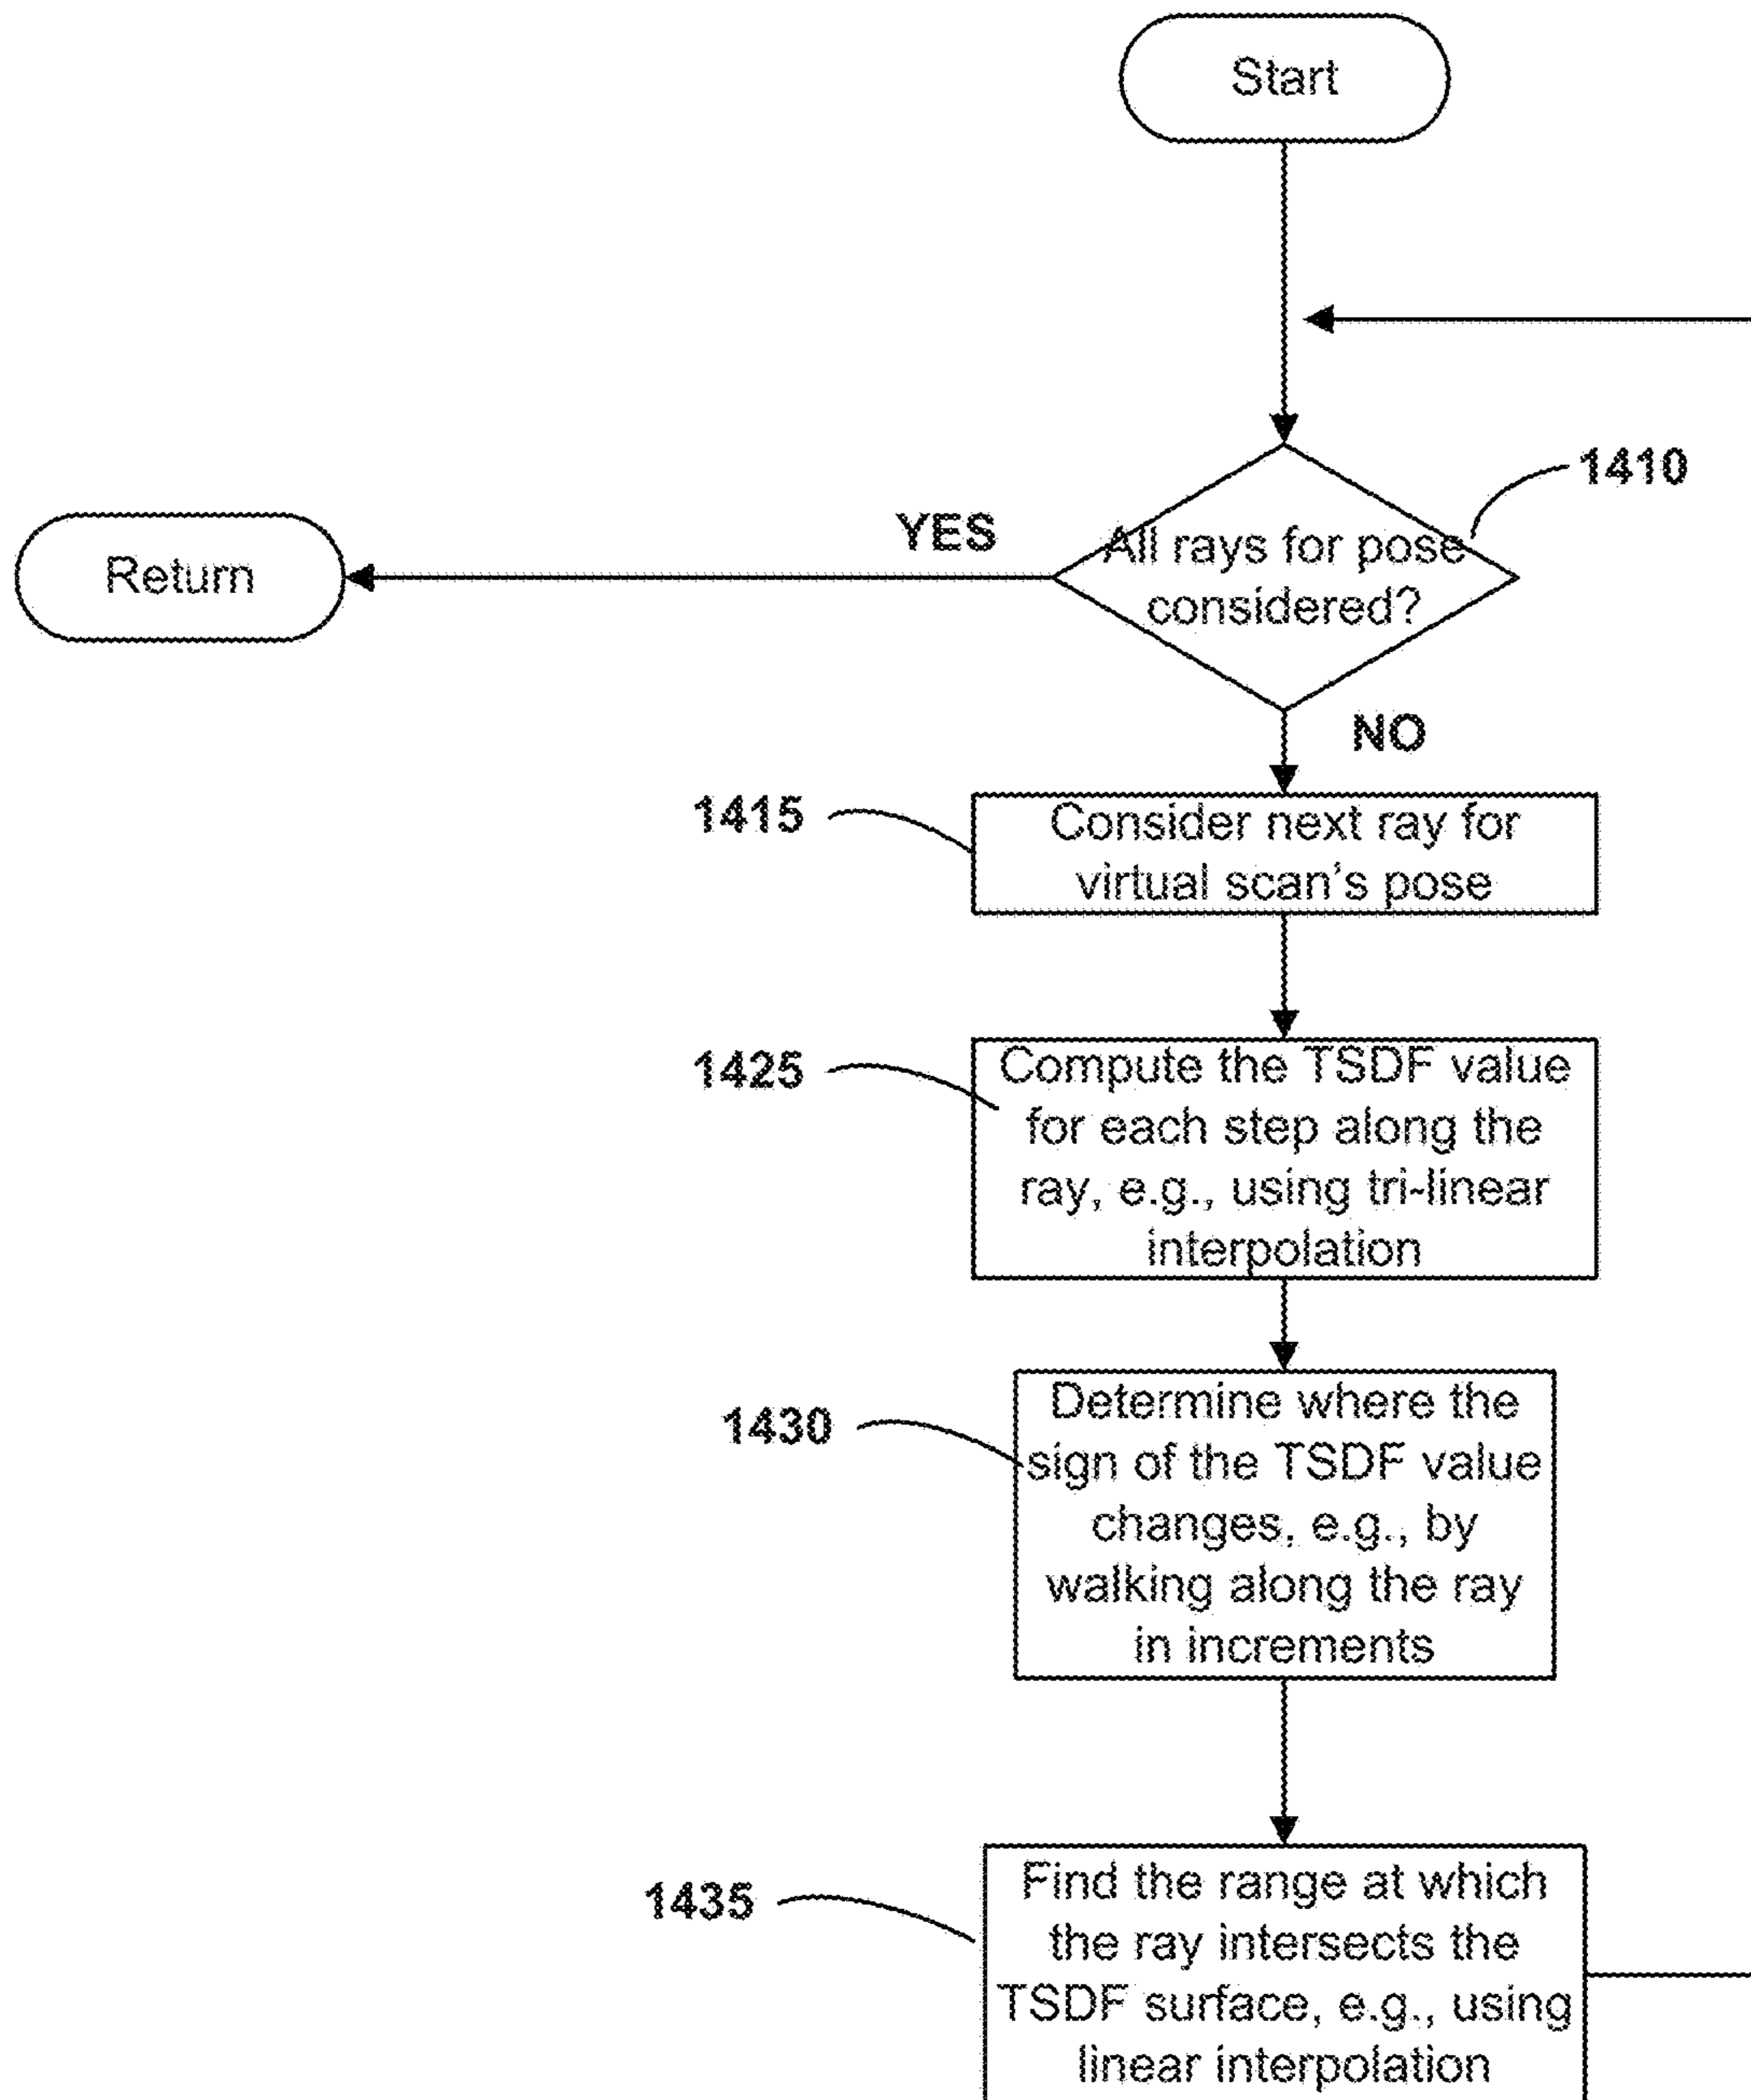 Start
1410
All rays for pose
considered?
YES
Return
NO
1415
Consider next ray for
virtual scan's pose
1425
Compute the TSDF value
for each step along the
ray, e.g., using tri-linear
interpolation
1430
Determine where the
sign of the TSDF value
changes, e.g., by
walking along the ray
in increments
1435
Find the range at which
the ray intersects the
TSDF surface, e.g., using
linear interpolation